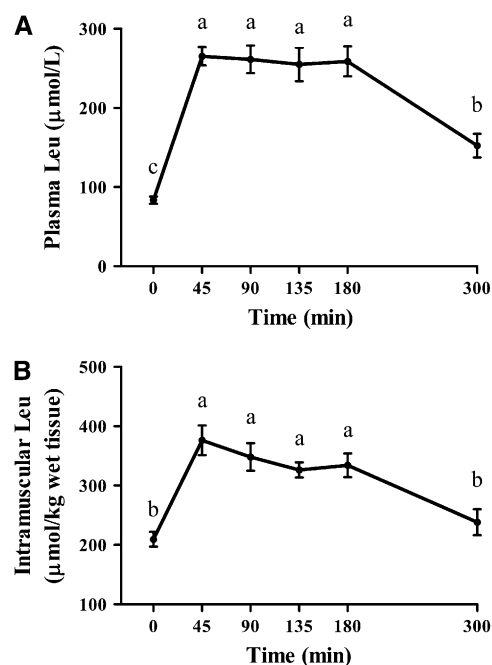 A
a a a a
300
200
100
0
c
b
Plasma Leu (μmol/L)
0 45 90 135 180 300
Time (min)
B
500
400
300
200
100
a a a a
b
b
Intramuscular Leu
(μmol/kg wet tissue)
0 45 90 135 180 300
Time (min)